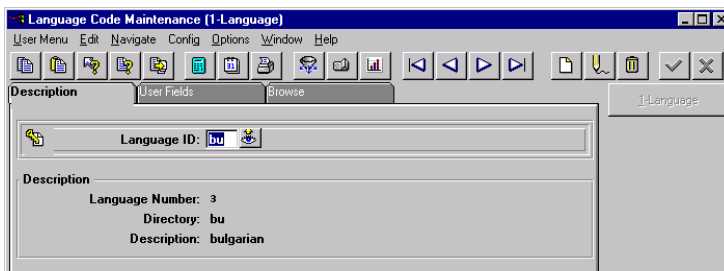 Language Code Maintenance (1-Language)
User Menu Edit Navigate Config Options Window Help
Description User Fields Browse
1-Language
Language ID: bu
Description
Language Number: 3
Directory: bu
Description: bulgarian